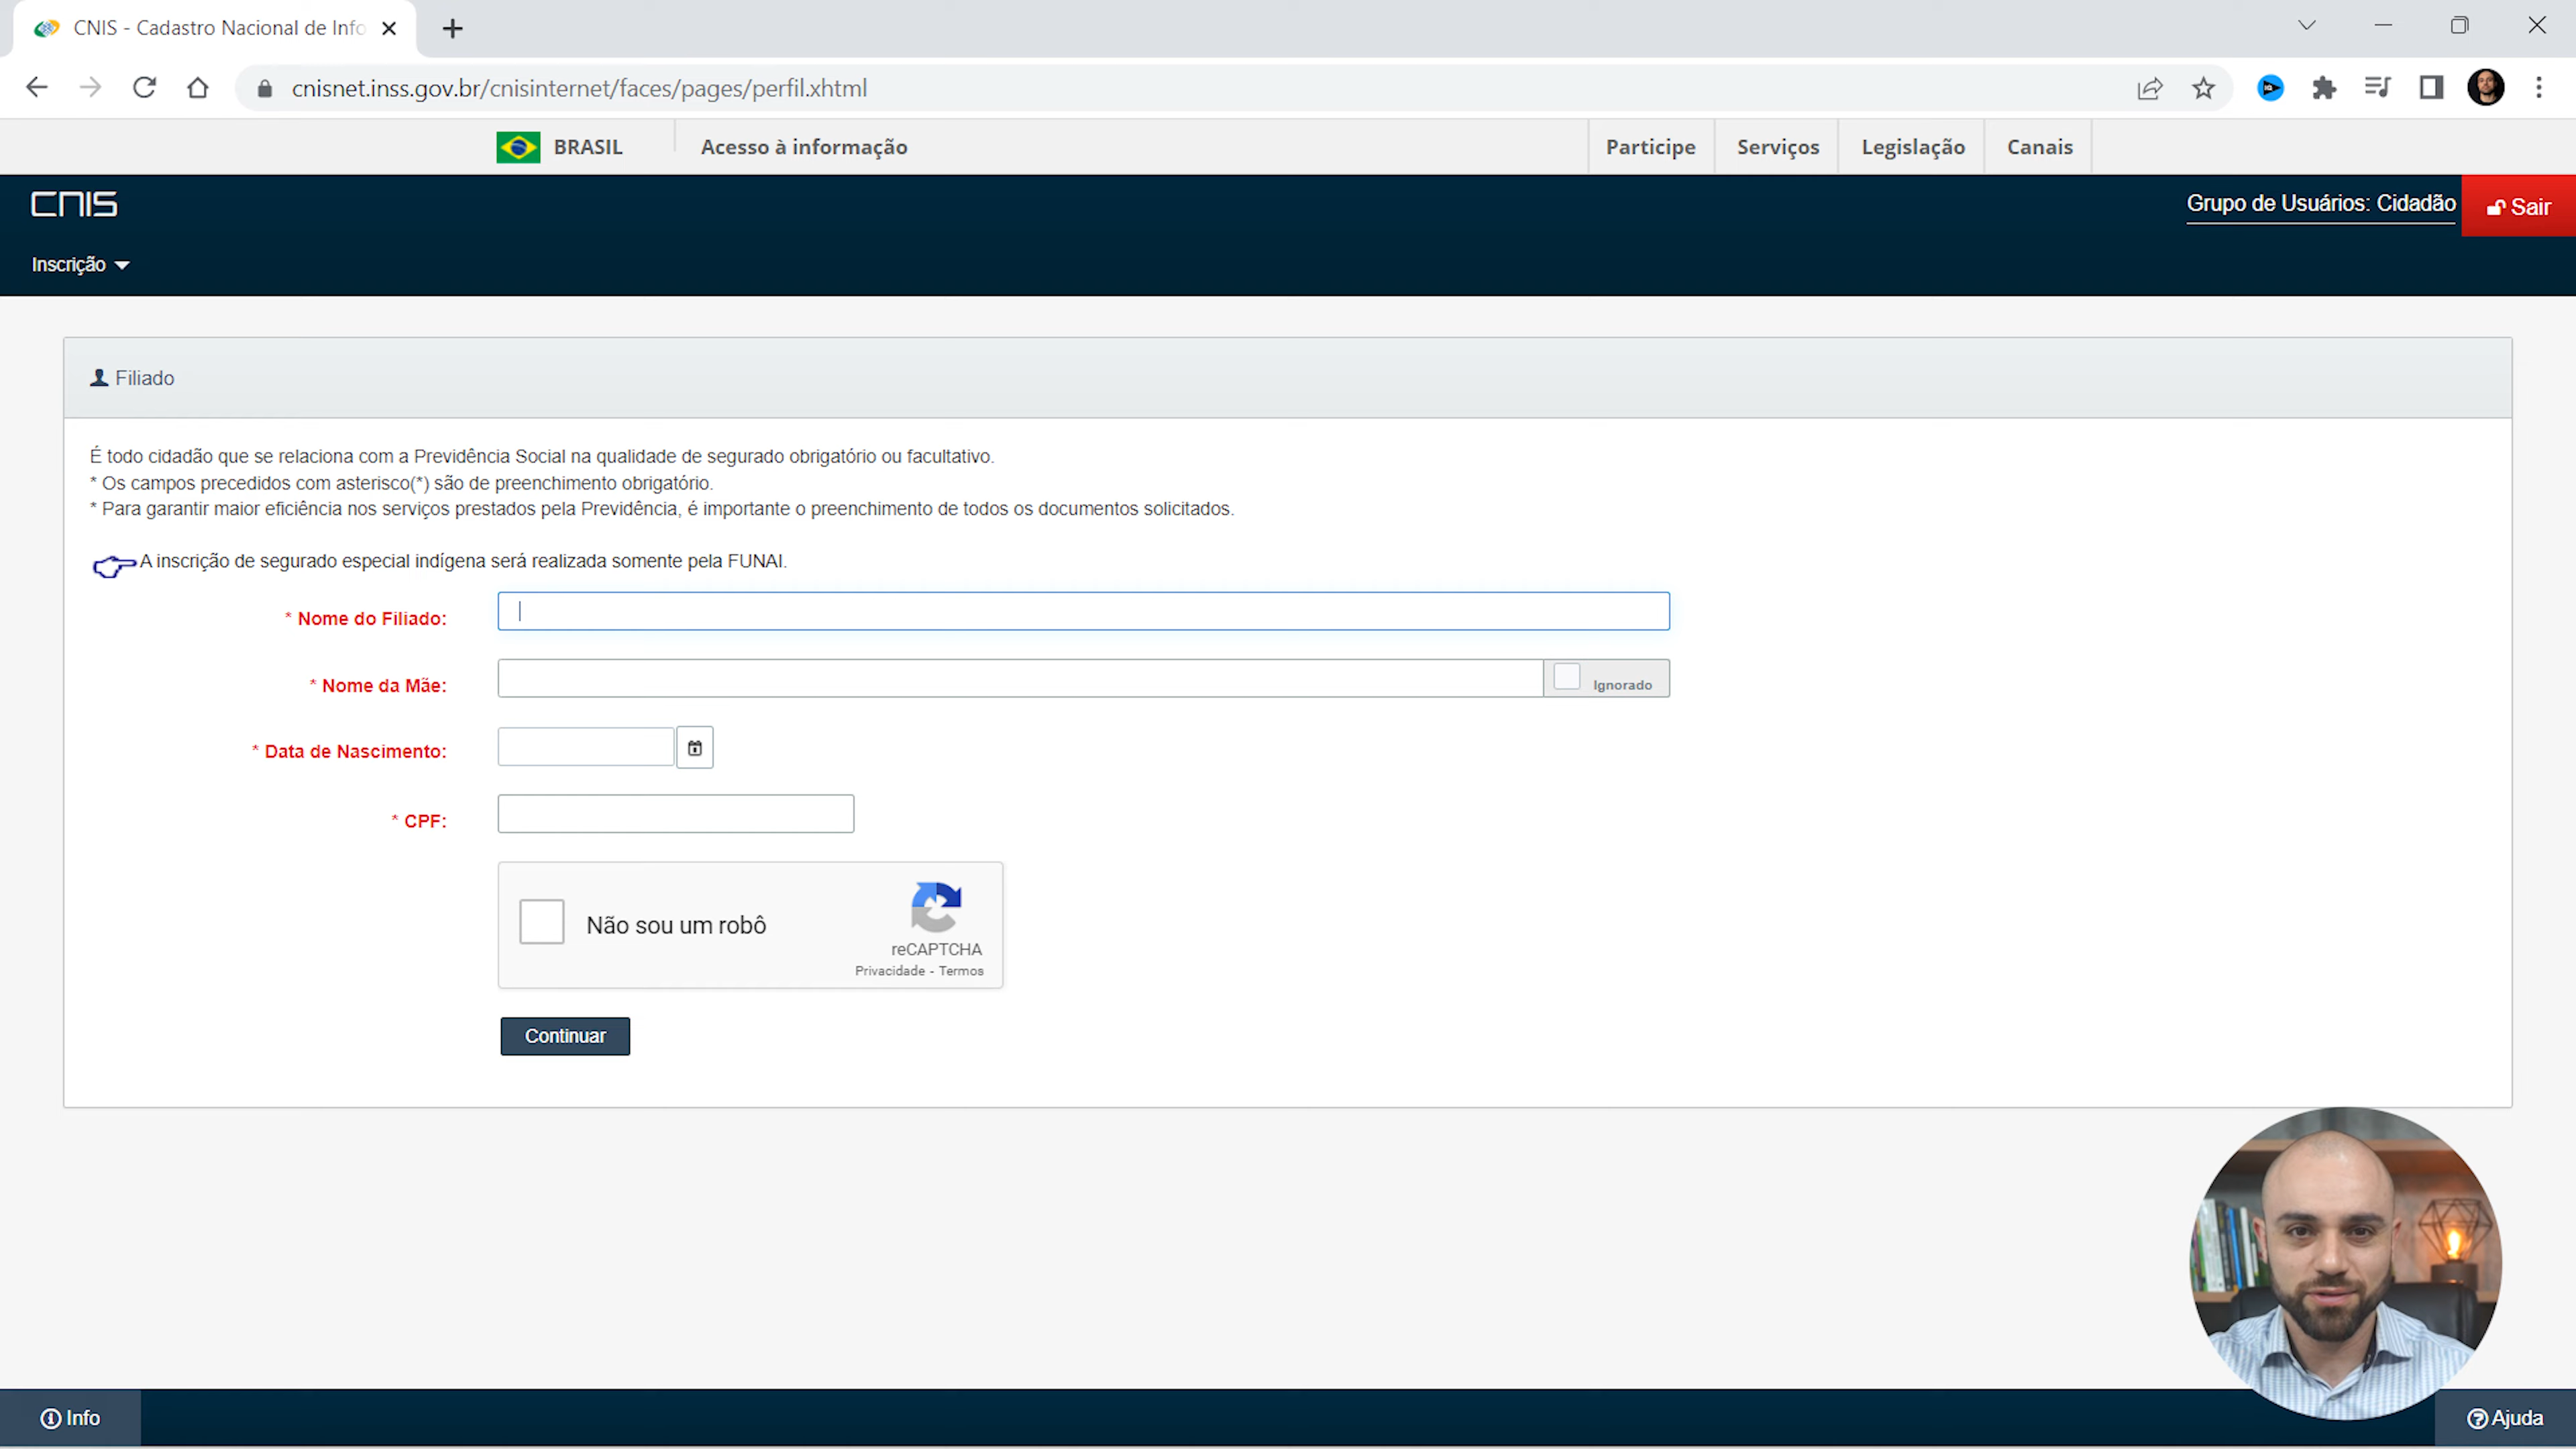 CNIS - Cadastro Nacional de Info
cnisnet.inss.gov.br/cnisinternet/faces/pages/perfil.xhtml
BRASIL
Acesso à informação
Participe
Serviços
Legislação
Canais
CNIS
Grupo de Usuários: Cidadão
Sair
Inscrição
Filiado
É todo cidadão que se relaciona com a Previdência Social na qualidade de segurado obrigatório ou facultativo.
* Os campos precedidos com asterisco(*) são de preenchimento obrigatório.
* Para garantir maior eficiência nos serviços prestados pela Previdência, é importante o preenchimento de todos os documentos solicitados.
A inscrição de segurado especial indígena será realizada somente pela FUNAI.
* Nome do Filiado:
* Nome da Mãe:
Ignorado
* Data de Nascimento:
* CPF:
Não sou um robô
reCAPTCHA
Privacidade - Termos
Continuar
Info
Ajuda